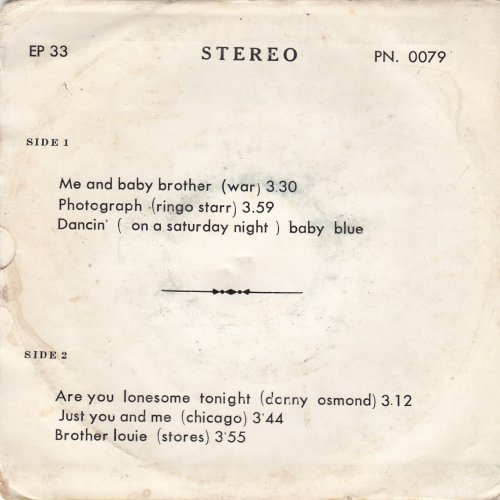 EP 33
STEREO
PN. 0079
SIDE 1
Me and baby brother (war) 3.30
Photograph (ringo starr) 3.59
Dancin' ( on a saturday night ) baby blue
SIDE 2
Are you lonesome tonight (donny osmond) 3.12
Just you and me (chicago) 3'44
Brother louie (stores) 3'55